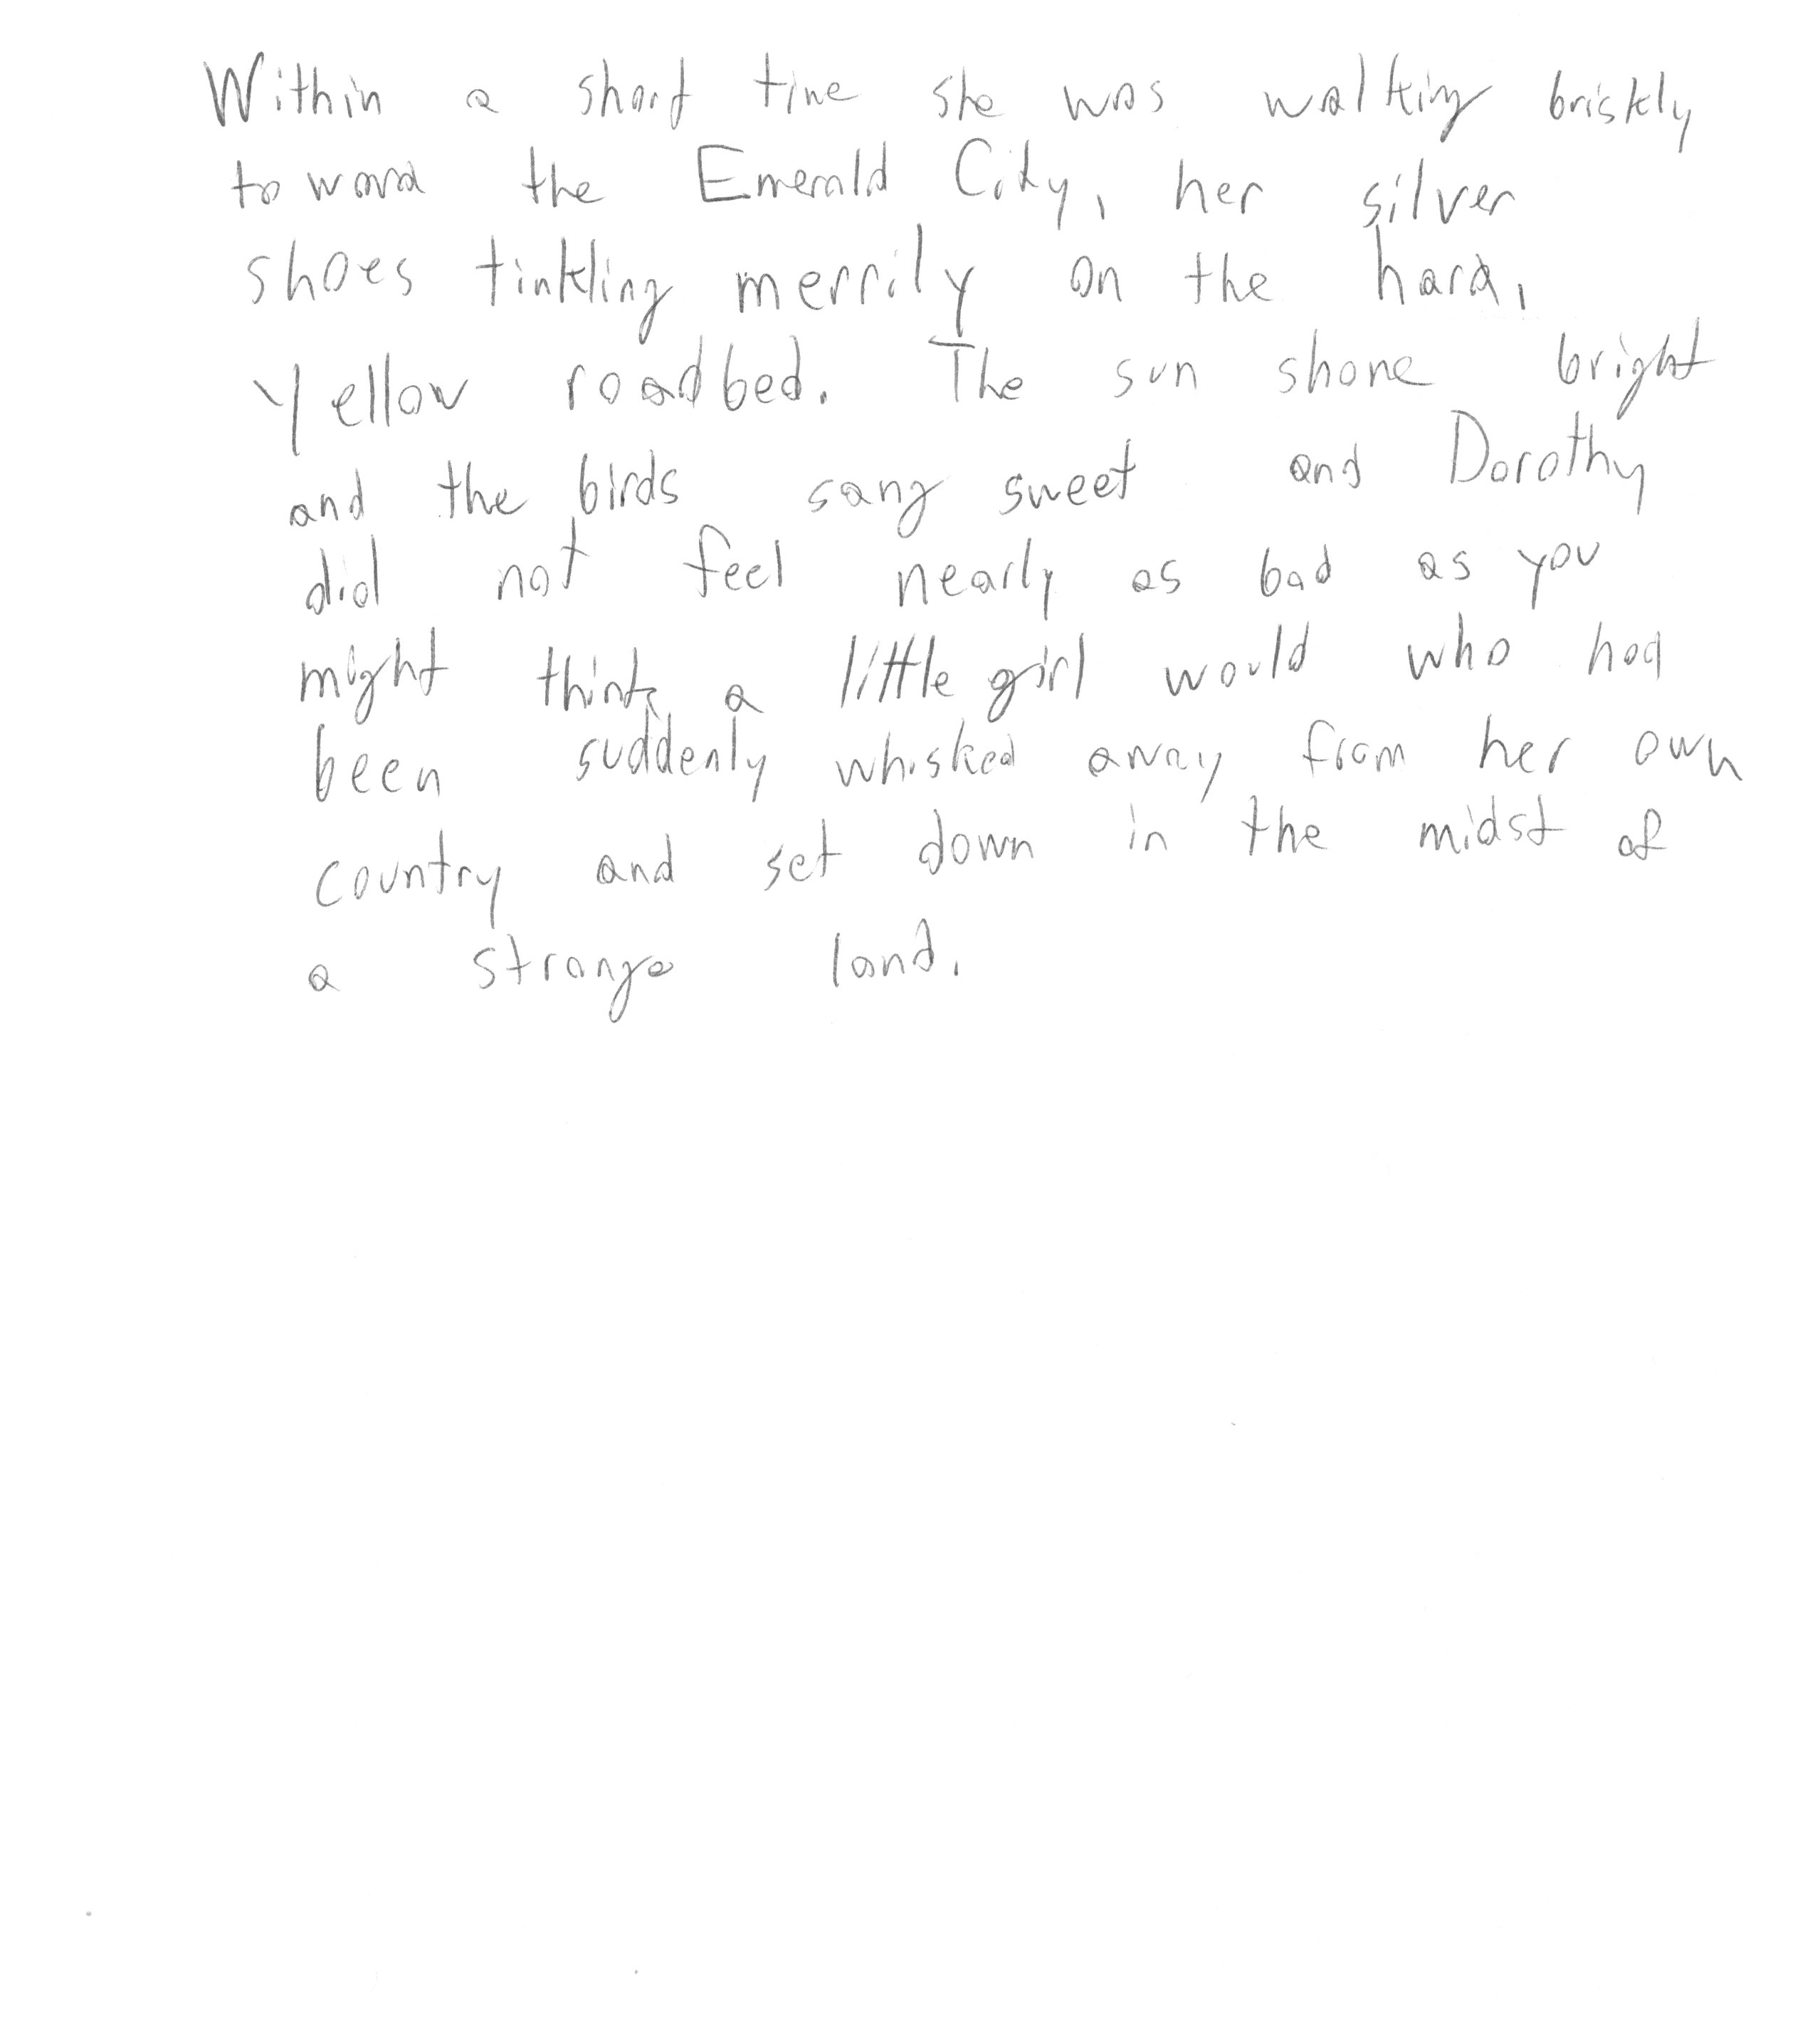 Within a short time she was walking briskly
toward the Emerald City, her silver
shoes tinkling merrily on the hard,
yellow roadbed. The sun shone bright
and the birds sang sweet and Dorothy
did not feel nearly as bad as you
might think a little girl would who had
been suddenly whisked away from her own
country and set down in the midst of
a strange land.